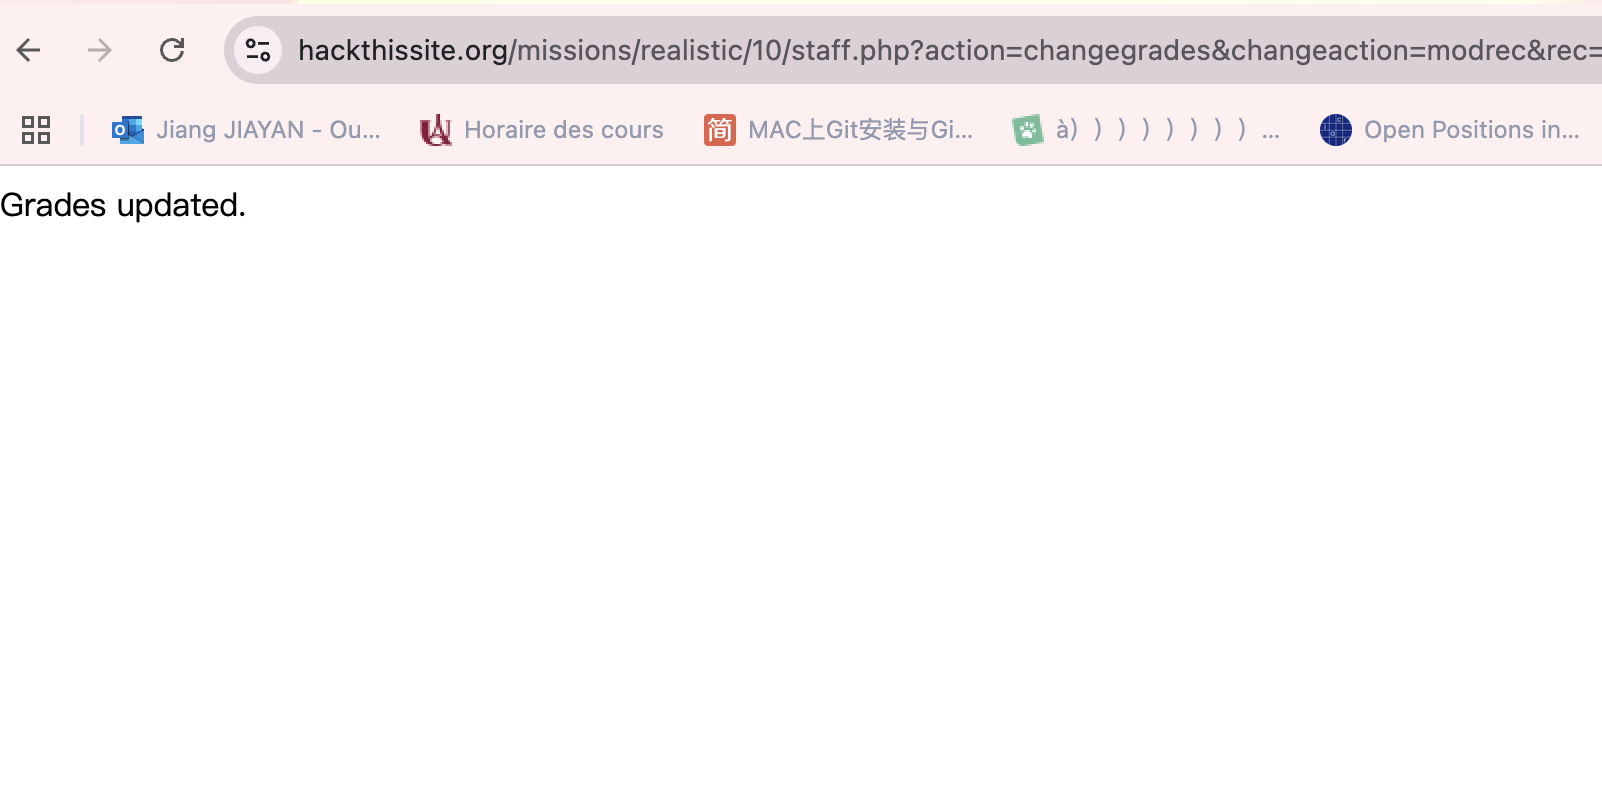 hackthissite.org/missions/realistic/10/staff.php?action=changegrades&changeaction=modrec&rec=
Jiang JIAYAN - Ou... Horaire des cours 简 MAC上Git安装与Gi... à) ) ) ) ) ) ) ) ... Open Positions in...
Grades updated.